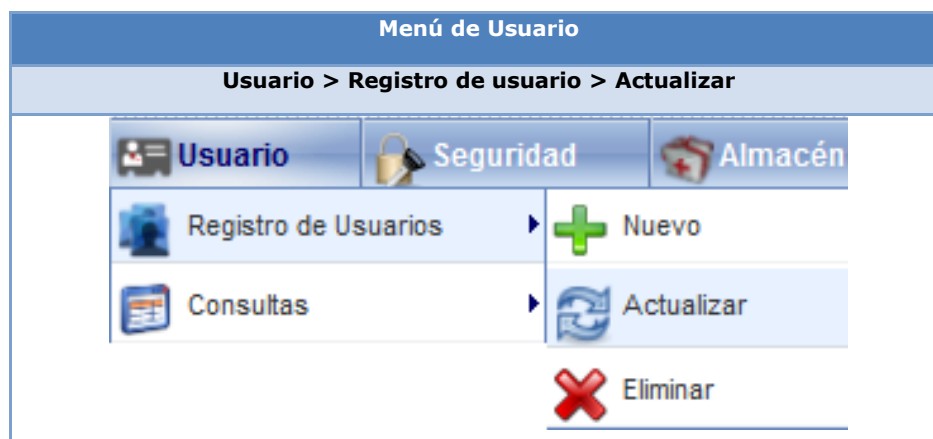 Menú de Usuario
Usuario > Registro de usuario > Actualizar
Usuario Seguridad Almacén
Registro de Usuarios Nuevo
Consultas Actualizar
Eliminar